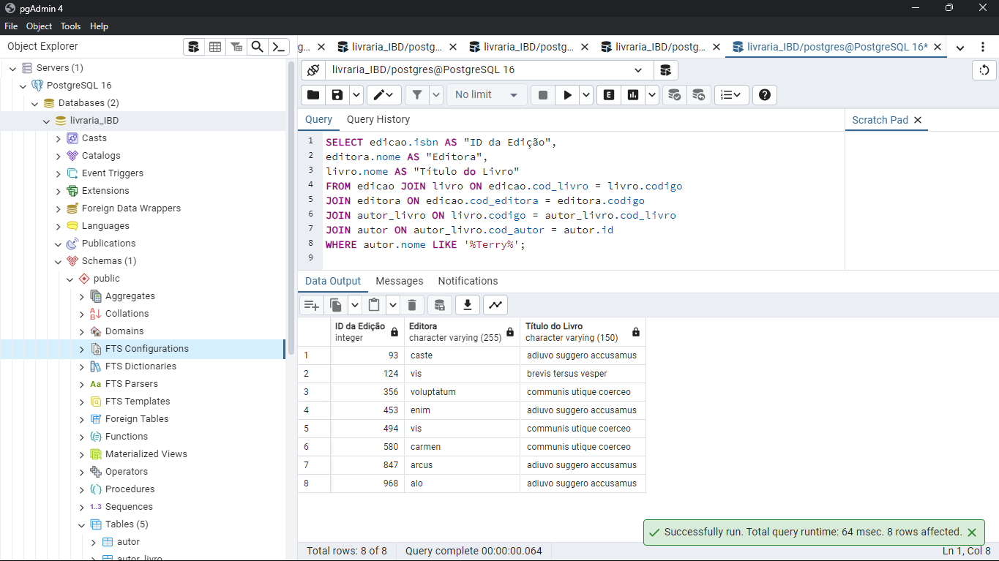 pgAdmin 4
File Object Tools Help
Object Explorer
g... livraria_IBD/postg... livraria_IBD/postg... livraria_IBD/postg... livraria_IBD/postgres@PostgreSQL 16*
Servers (1)
PostgreSQL 16
Databases (2)
livraria_IBD
Casts
Catalogs
Event Triggers
Extensions
Foreign Data Wrappers
Languages
Publications
Schemas (1)
public
Aggregates
Collations
Domains
FTS Configurations
FTS Dictionaries
Aa FTS Parsers
FTS Templates
Foreign Tables
Functions
Materialized Views
Operators
Procedures
1..3 Sequences
Tables (5)
autor
autor_livro
livraria_IBD/postgres@PostgreSQL 16
No limit
E
Query Query History
Scratch Pad
1 SELECT edicao.isbn AS "ID da Edição",
2 editora.nome AS "Editora",
3 livro.nome AS "Título do Livro"
4 FROM edicao JOIN livro ON edicao.cod_livro = livro.codigo
5 JOIN editora ON edicao.cod_editora = editora.codigo
6 JOIN autor_livro ON livro.codigo = autor_livro.cod_livro
7 JOIN autor ON autor_livro.cod_autor = autor.id
8 WHERE autor.nome LIKE '%Terry%';
9
Data Output Messages Notifications
ID da Edição Editora Título do Livro
integer character varying (255) character varying (150)
1 93 caste adiuvo suggero accusamus
2 124 vis brevis tersus vesper
3 356 voluptatum communis utique coerceo
4 453 enim adiuvo suggero accusamus
5 494 vis communis utique coerceo
6 580 carmen communis utique coerceo
7 847 arcus adiuvo suggero accusamus
8 968 alo adiuvo suggero accusamus
Successfully run. Total query runtime: 64 msec. 8 rows affected.
Total rows: 8 of 8 Query complete 00:00:00.064 Ln 1, Col 8